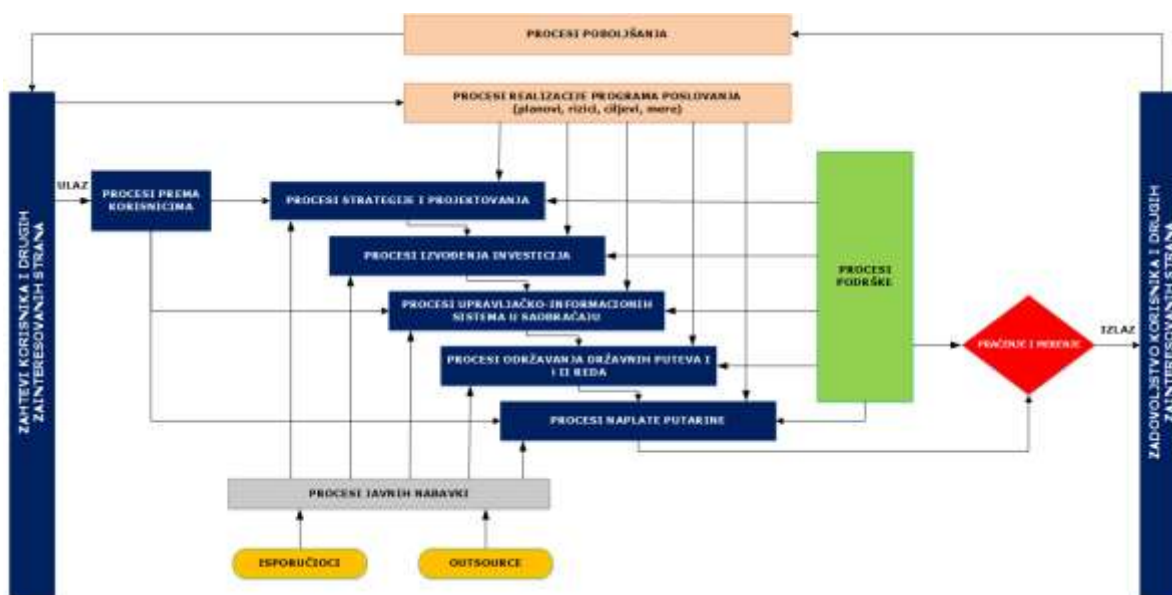 PROCESI POBOLJŠANJA
PROCESI REALIZACIJE PROGRAMA POSLOVANJA
(planovi, rizici, ciljevi, mere)
ZAHTEVI KORISNIKA I DRUGIH
ZAINTERESOVANIH STRANA
ULAZ
PROCESI PREMA
KORISNICIMA
PROCESI STRATEGIJE I PROJEKTOVANJA
PROCESI IZVOĐENJA INVESTICIJA
PROCESI UPRAVLJAČKO-INFORMACIONIH
SISTEMA U SAOBRAĆAJU
PROCESI ODRŽAVANJA DRŽAVNIH PUTEVA I
I II REDA
PROCESI NAPLATE PUTARINE
PROCESI
PODRŠKE
PRAĆENJE I MERENJE
IZLAZ
ZADOVOLJSTVO KORISNIKA I DRUGIH
ZAINTERESOVANIH STRANA
PROCESI JAVNIH NABAVKI
ISPORUČIOCI
OUTSOURCE